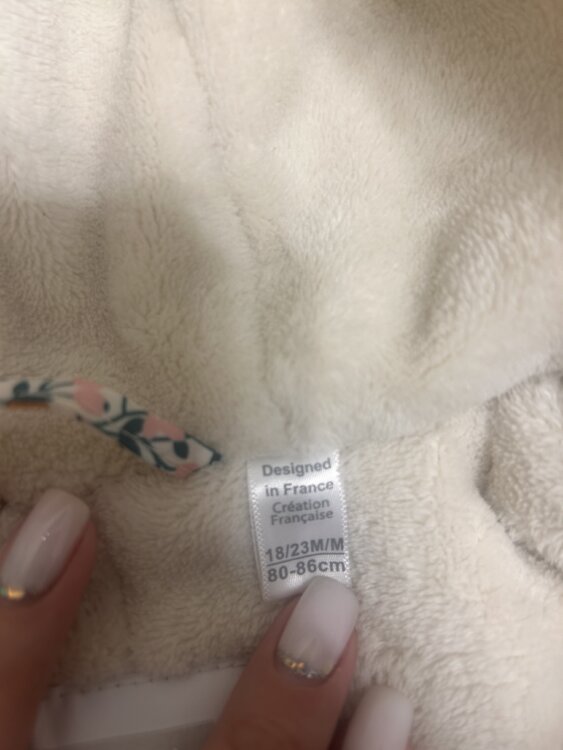 Designed
in France
Création
Française
18/23M/M
80-86cm